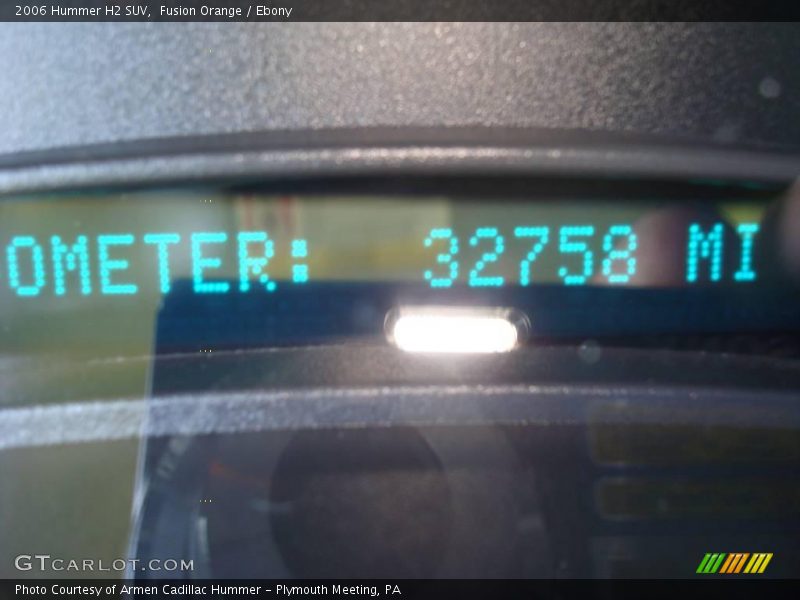 2006 Hummer H2 SUV,  Fusion Orange / Ebony
OMETER:   32758 MI
GTCARLOT.COM
Photo Courtesy of Armen Cadillac Hummer - Plymouth Meeting, PA